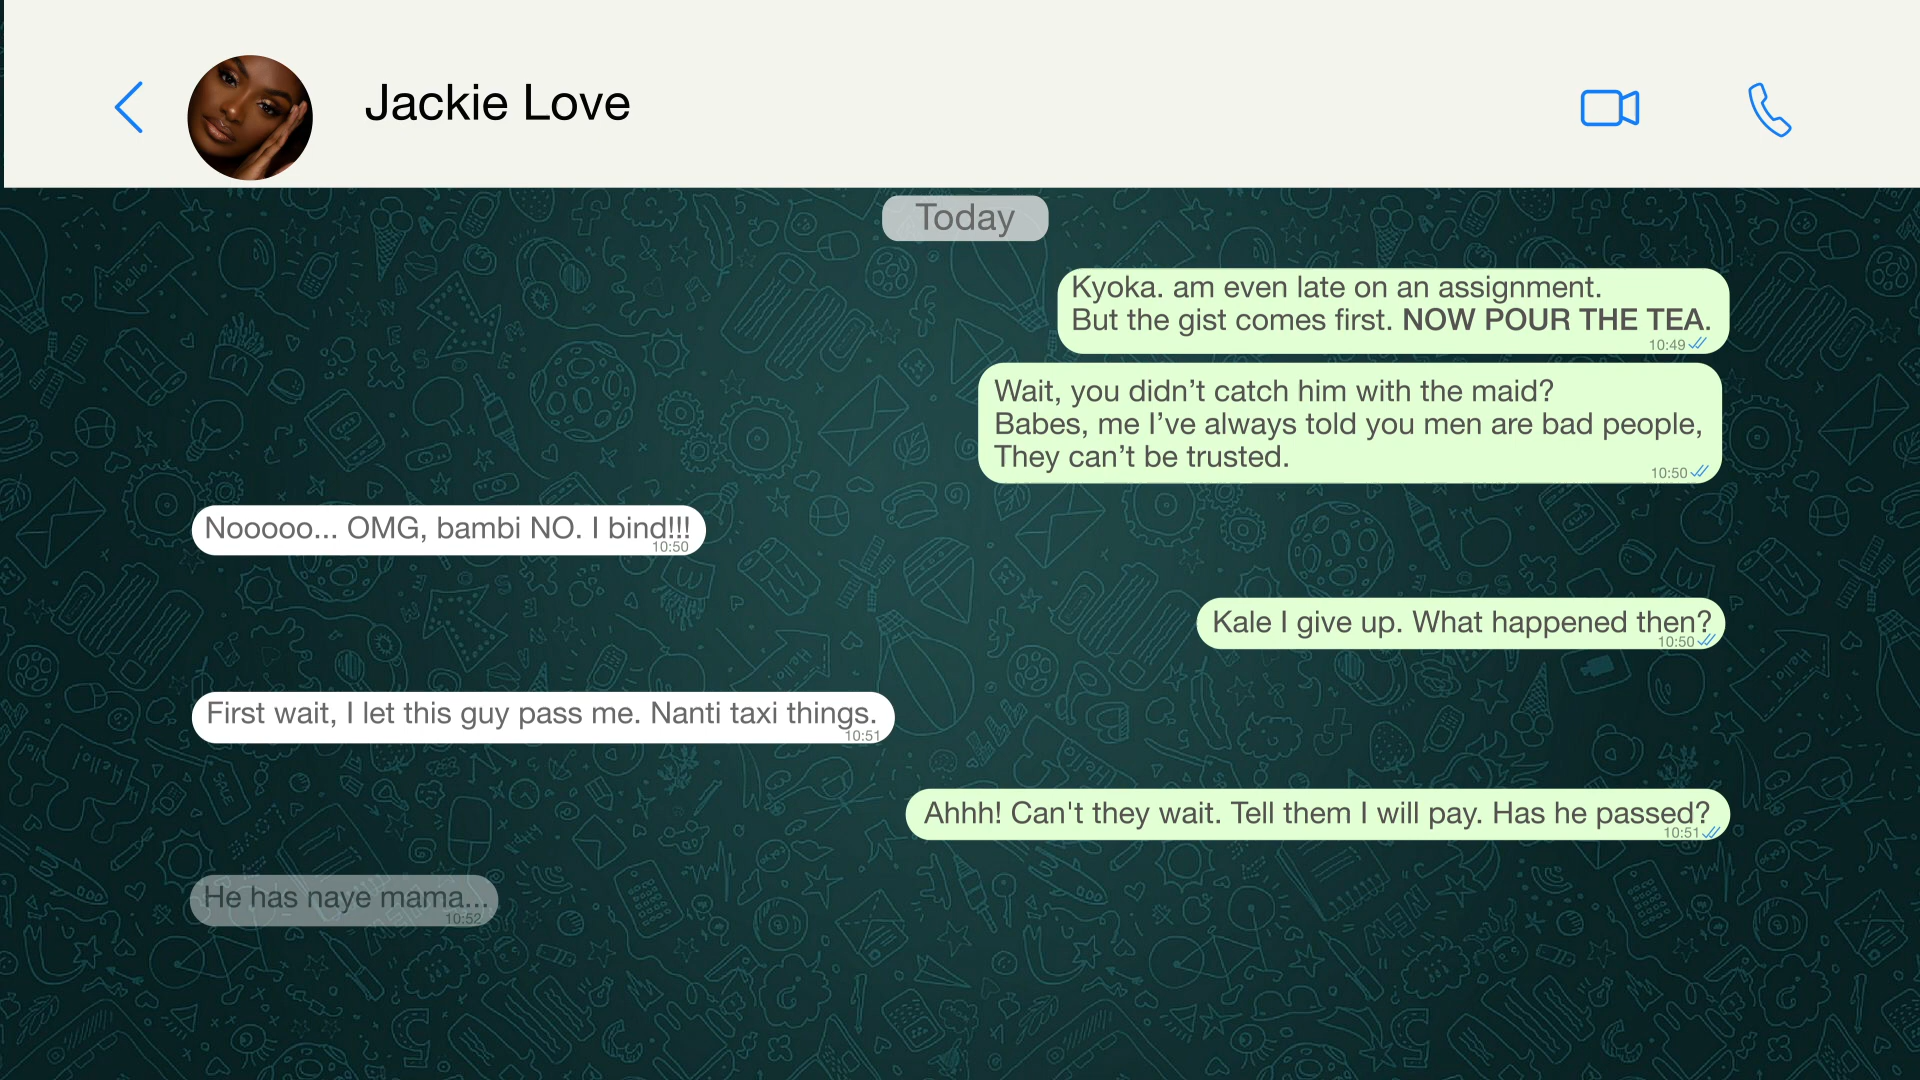 Jackie Love
Today
Kyoka. am even late on an assignment.
But the gist comes first. NOW POUR THE TEA.
10:49
Wait, you didn’t catch him with the maid?
Babes, me I’ve always told you men are bad people,
They can’t be trusted.
10:50
Nooooo... OMG, bambi NO. I bind!!!
10:50
Kale I give up. What happened then?
10:50
First wait, I let this guy pass me. Nanti taxi things.
10:51
Ahhh! Can't they wait. Tell them I will pay. Has he passed?
10:51
He has naye mama...
10:52